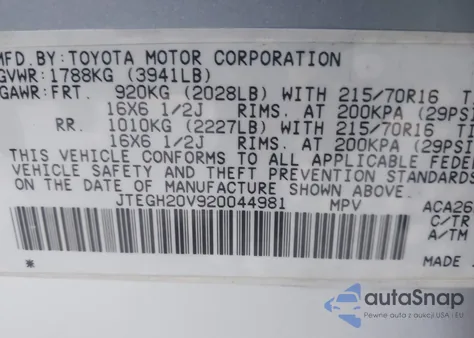 MFD. BY: TOYOTA MOTOR CORPORATION
GVWR: 1788KG (3941LB)
GAWR: FRT. 920KG (2028LB) WITH 215/70R16
16X6 1/2J RIMS. AT 200KPA (29PSI
RR. 1010KG (2227LB) WITH 215/70R16
16X6 1/2J RIMS. AT 200KPA (29PSI
THIS VEHICLE CONFORMS TO ALL APPLICABLE FEDER
VEHICLE SAFETY AND THEFT PREVENTION STANDARDS
ON THE DATE OF MANUFACTURE SHOWN ABOVE.
JTEGH20V920044981 MPV ACA26
C/TR
A/TM
MADE
*
autoSnap
Pewne auta z aukcji USA i EU